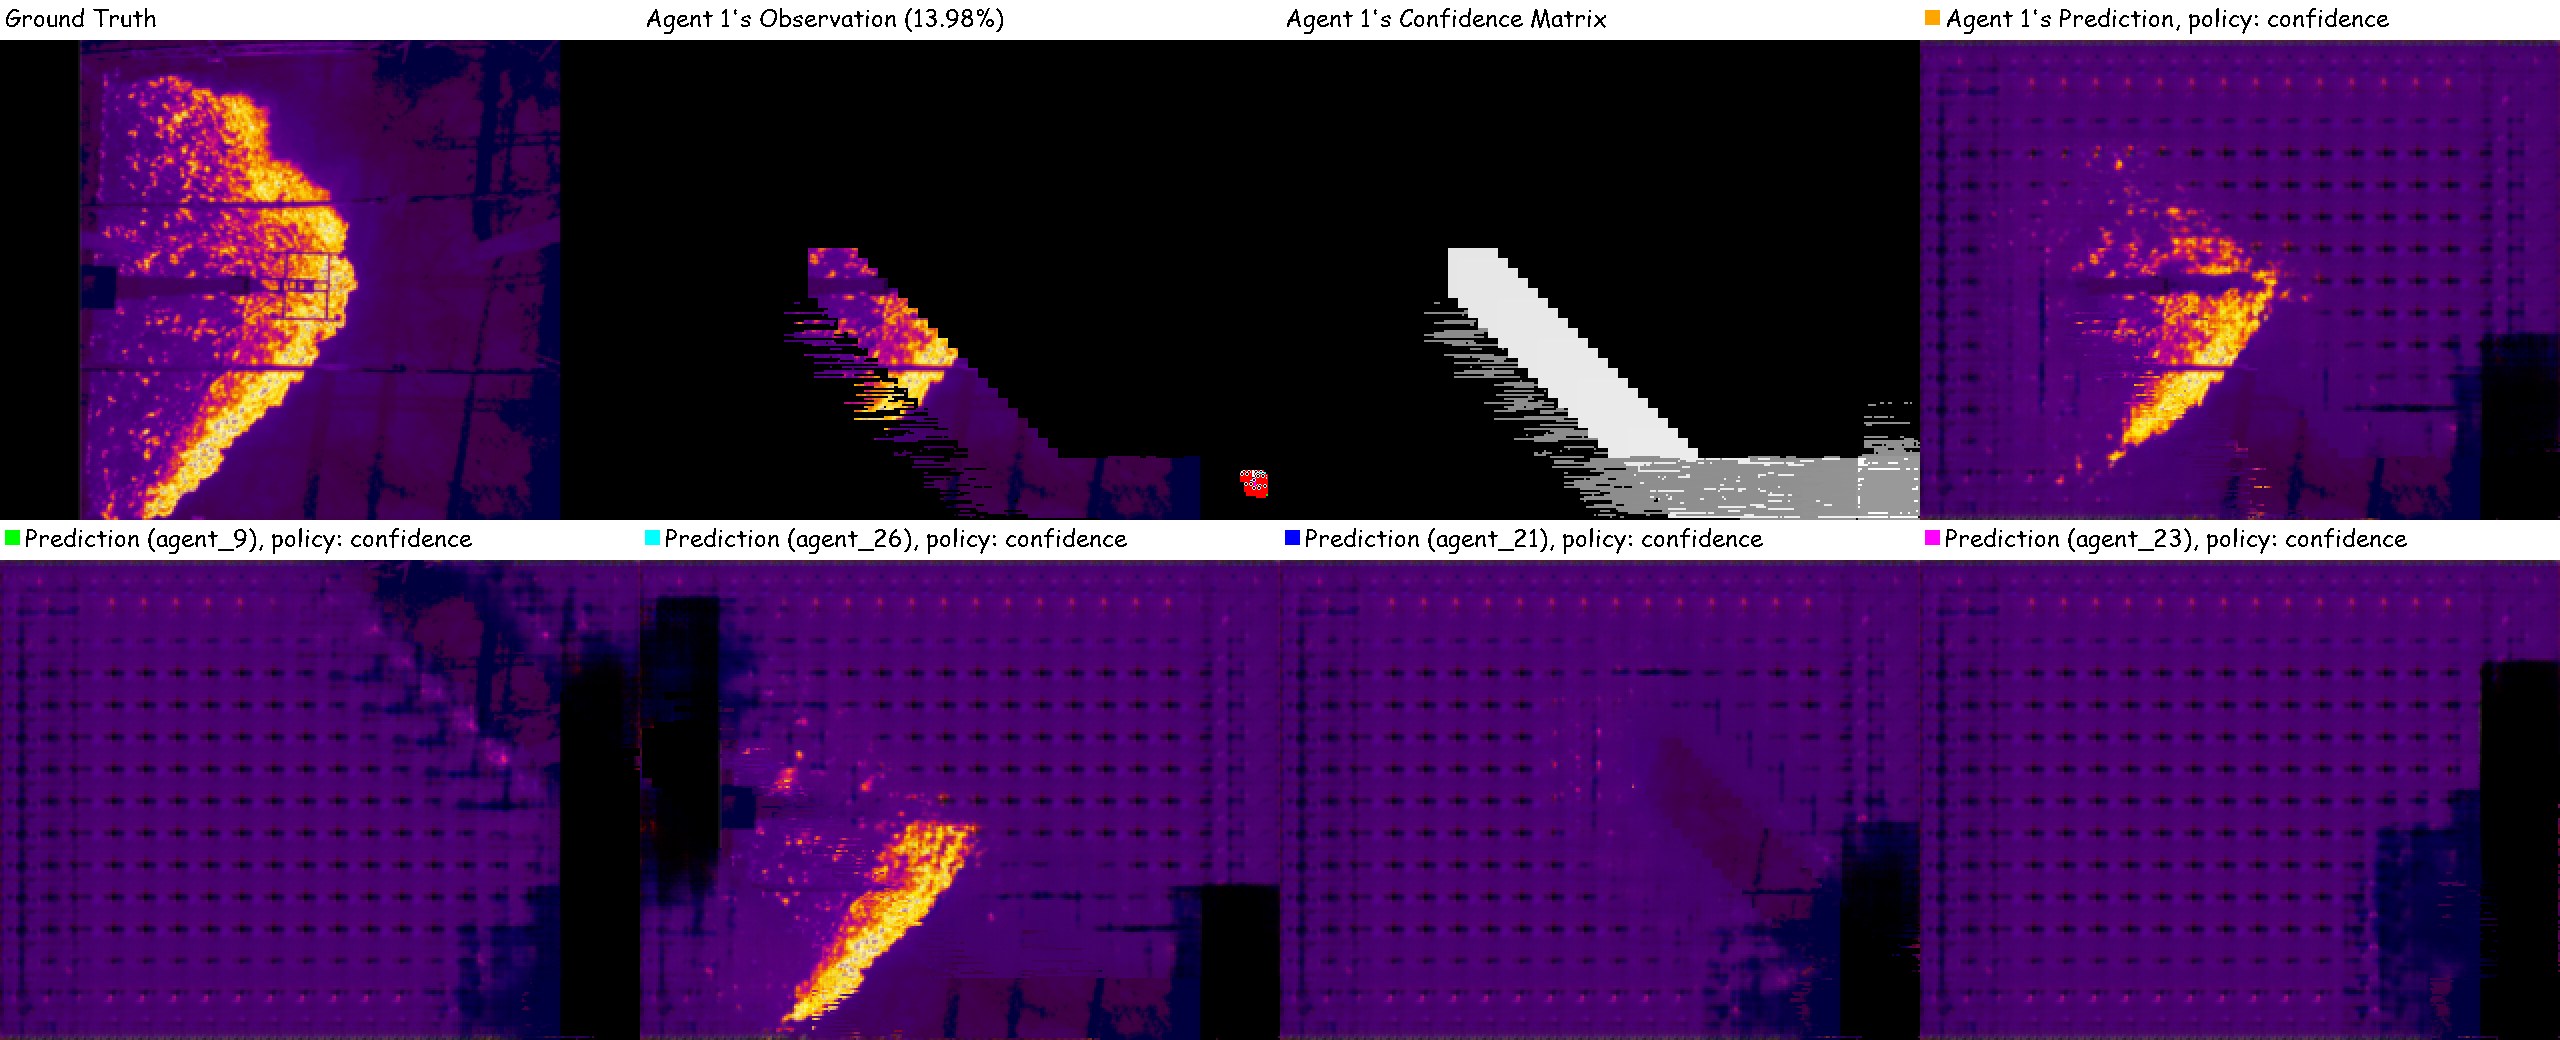 Ground Truth
Agent 1's Observation (13.98%)
Agent 1's Confidence Matrix
Agent 1's Prediction, policy: confidence
Prediction (agent_9), policy: confidence
Prediction (agent_26), policy: confidence
Prediction (agent_21), policy: confidence
Prediction (agent_23), policy: confidence